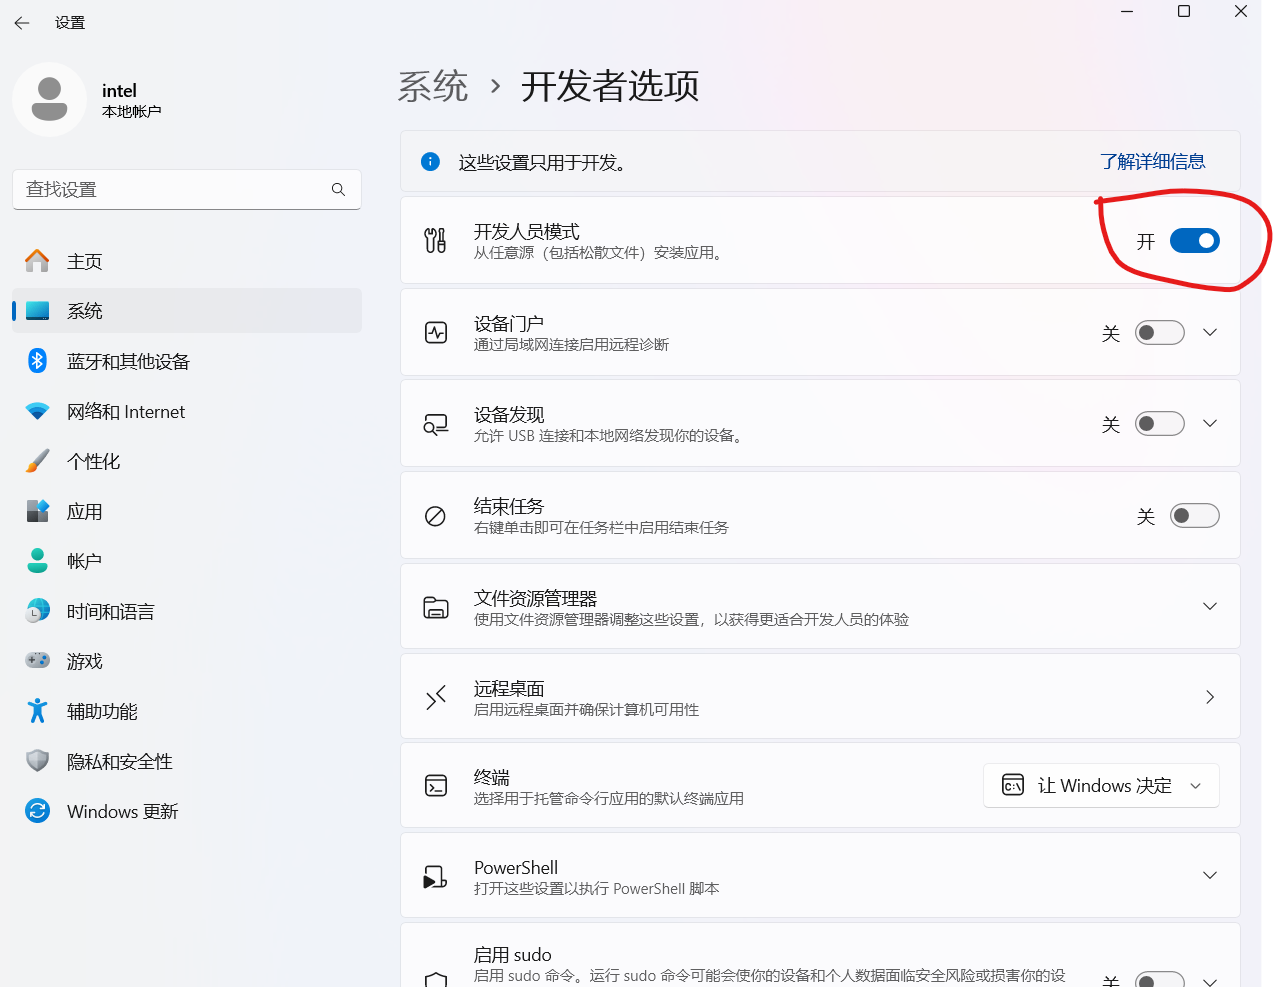 设置
intel
本地帐户
查找设置
主页
系统
蓝牙和其他设备
网络和 Internet
个性化
应用
帐户
时间和语言
游戏
辅助功能
隐私和安全性
Windows 更新
系统 › 开发者选项
这些设置只用于开发。 了解详细信息
开发人员模式
从任意源（包括松散文件）安装应用。
开
设备门户
通过局域网连接启用远程诊断
关
设备发现
允许 USB 连接和本地网络发现你的设备。
关
结束任务
右键单击即可在任务栏中启用结束任务
关
文件资源管理器
使用文件资源管理器调整这些设置，以获得更适合开发人员的体验
远程桌面
启用远程桌面并确保计算机可用性
终端
选择用于托管命令行应用的默认终端应用
让 Windows 决定
PowerShell
打开这些设置以执行 PowerShell 脚本
启用 sudo
启用 sudo 命令。运行 sudo 命令可能会使你的设备和个人数据面临安全风险或损害你的设
关